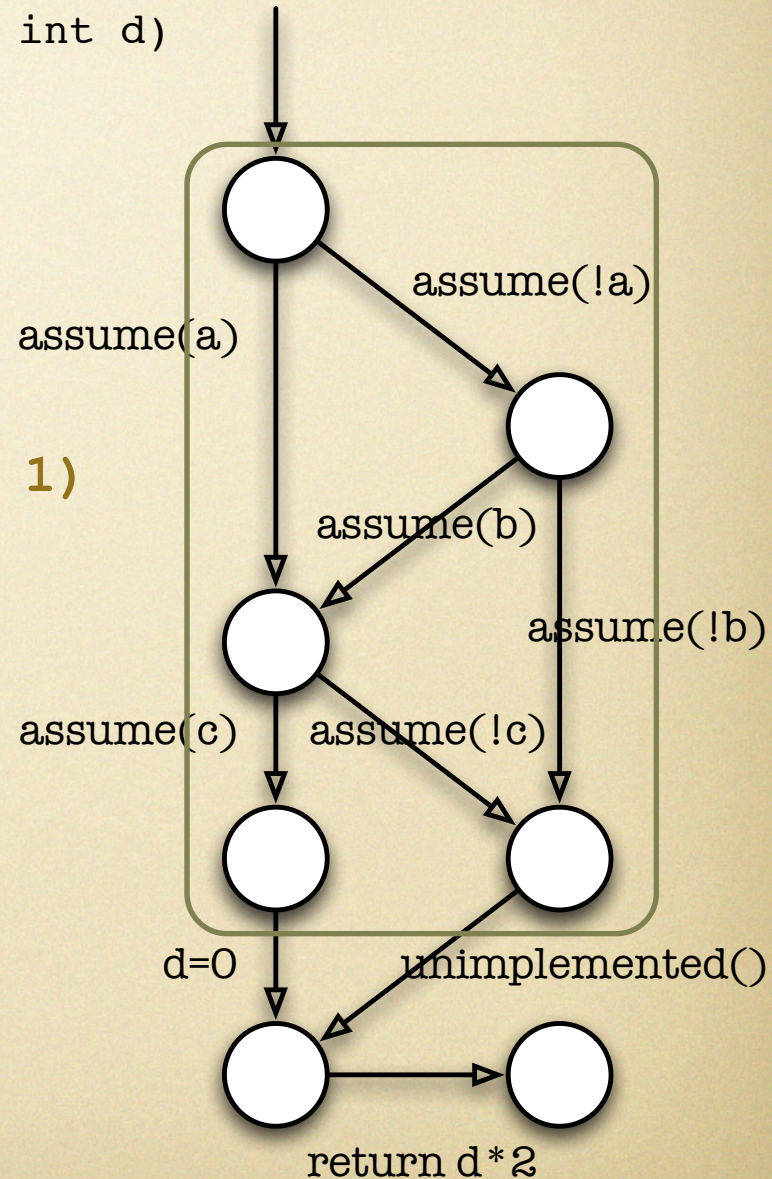 int d)
assume(!a)
assume(a)
1)
assume(b)
assume(!b)
assume(c)
assume(!c)
d=0
unimplemented()
return d*2